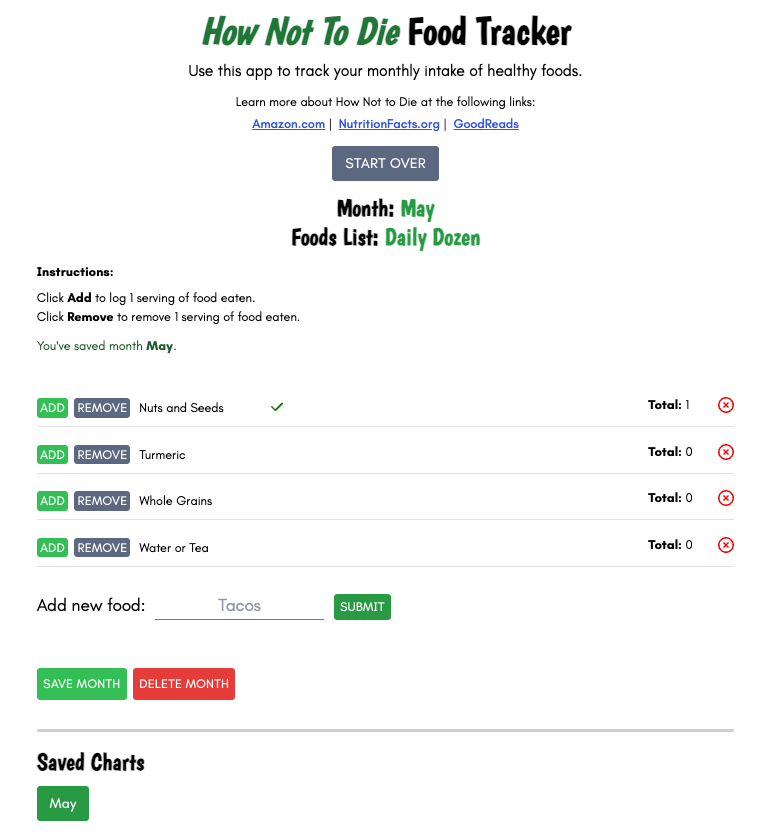 How Not To Die Food Tracker
Use this app to track your monthly intake of healthy foods.
Learn more about How Not to Die at the following links:
Amazon.com | NutritionFacts.org | GoodReads
START OVER
Month: May
Foods List: Daily Dozen
Instructions:
Click Add to log 1 serving of food eaten.
Click Remove to remove 1 serving of food eaten.
You've saved month May.
ADD REMOVE Nuts and Seeds Total: 1
ADD REMOVE Turmeric Total: 0
ADD REMOVE Whole Grains Total: 0
ADD REMOVE Water or Tea Total: 0
Add new food: Tacos SUBMIT
SAVE MONTH DELETE MONTH
Saved Charts
May